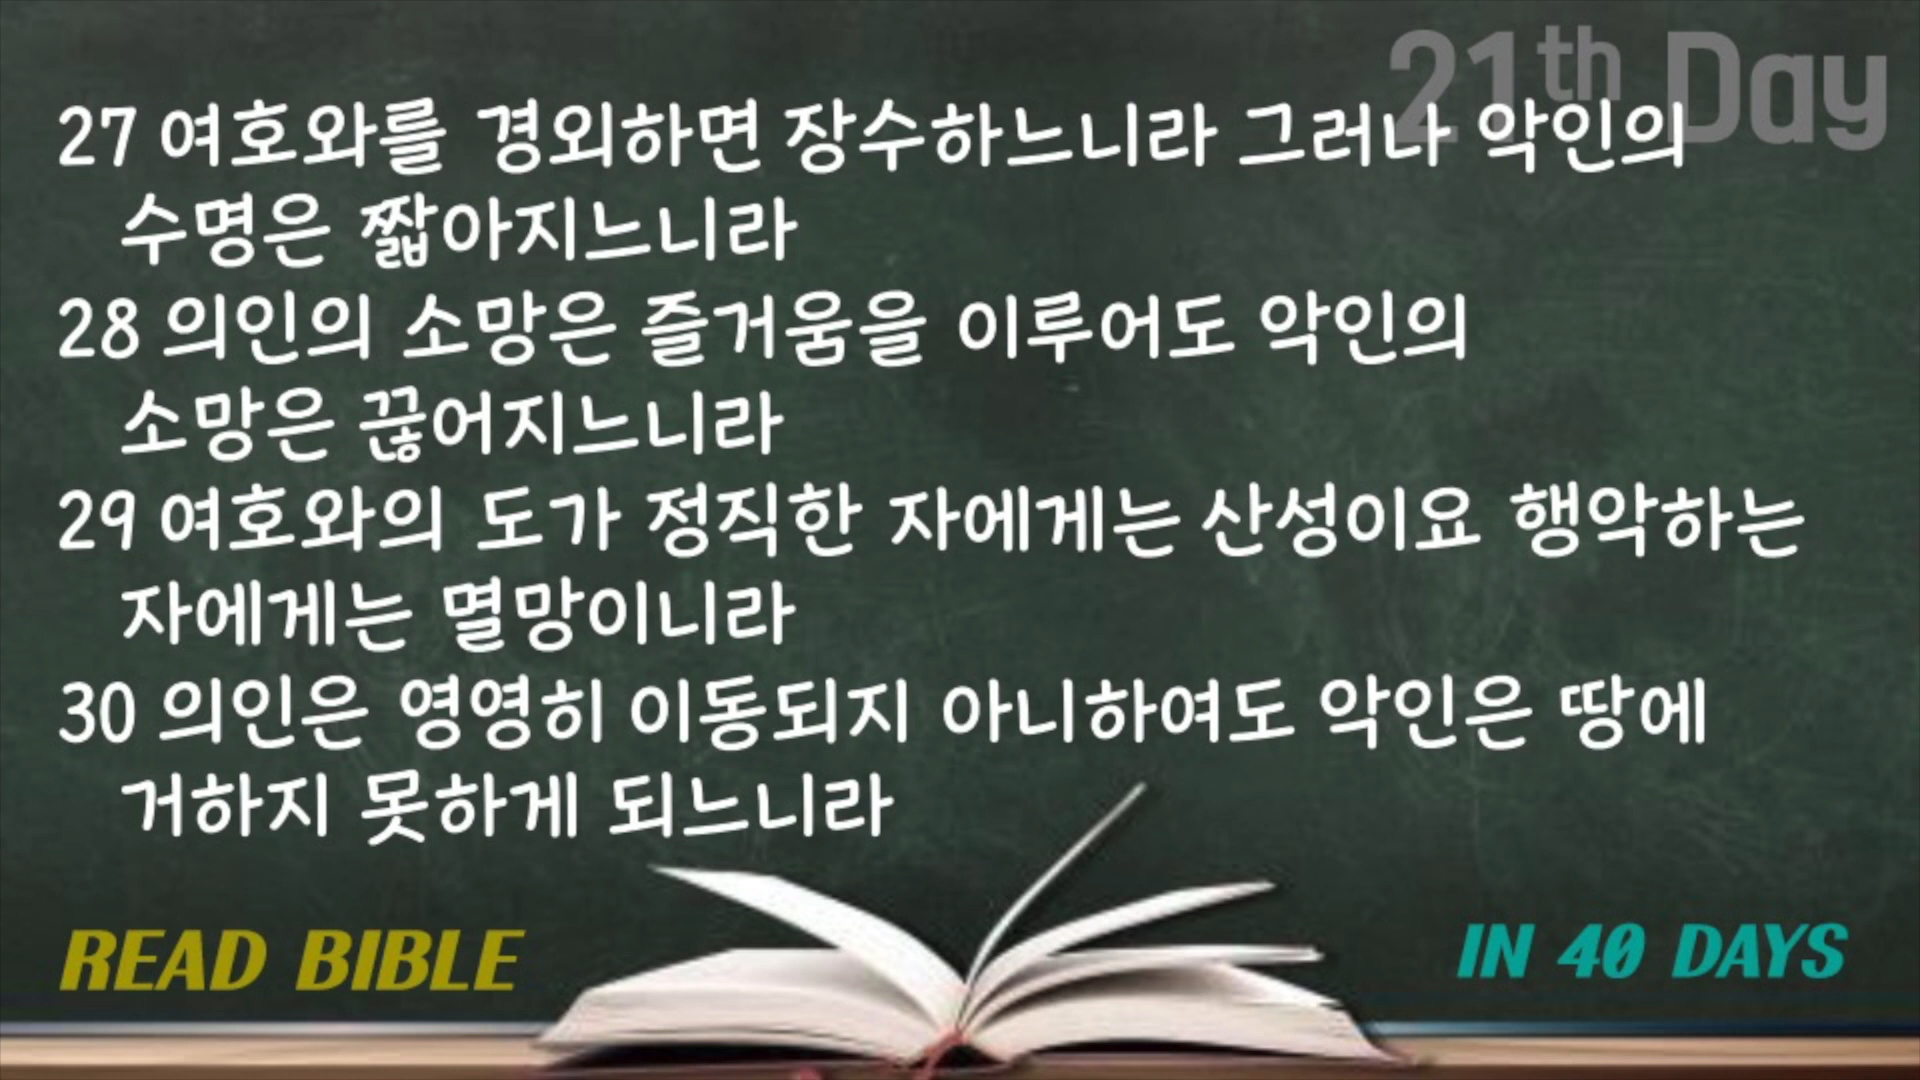 21th Day
27 여호와를 경외하면 장수하느니라 그러나 악인의
수명은 짧아지느니라
28 의인의 소망은 즐거움을 이루어도 악인의
소망은 끊어지느니라
29 여호와의 도가 정직한 자에게는 산성이요 행악하는
자에게는 멸망이니라
30 의인은 영영히 이동되지 아니하여도 악인은 땅에
거하지 못하게 되느니라
READ BIBLE
IN 40 DAYS